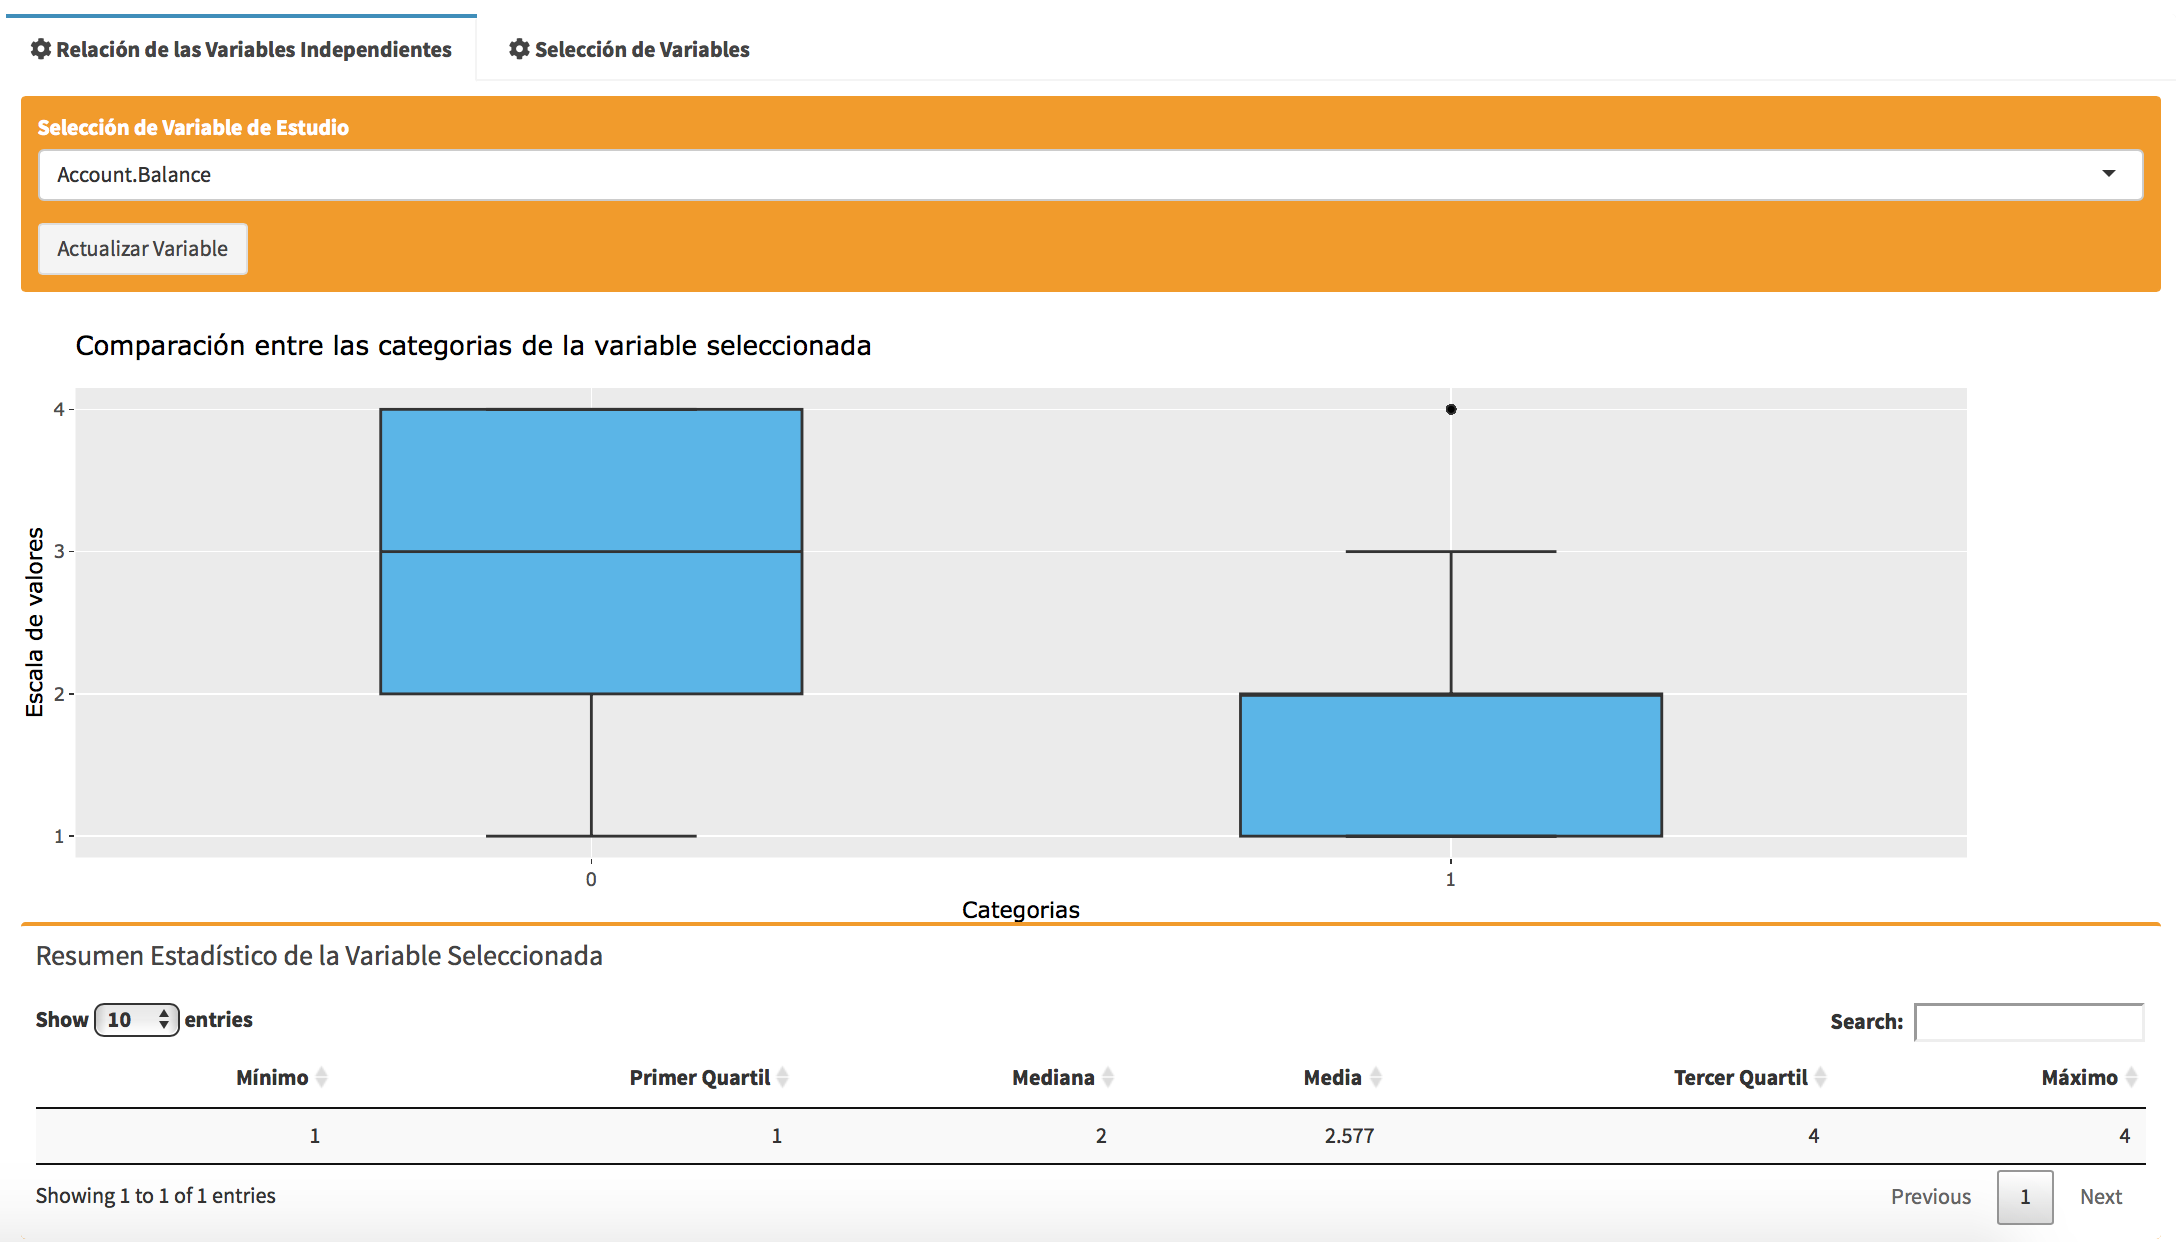 Relación de las Variables Independientes Selección de Variables
Selección de Variable de Estudio
Account.Balance
Actualizar Variable
Comparación entre las categorias de la variable seleccionada
Escala de valores
4
3
2
1
0 1
Categorias
Resumen Estadístico de la Variable Seleccionada
Show 10 entries Search:
Mínimo Primer Quartil Mediana Media Tercer Quartil Máximo
1 1 2 2.577 4 4
Showing 1 to 1 of 1 entries Previous 1 Next